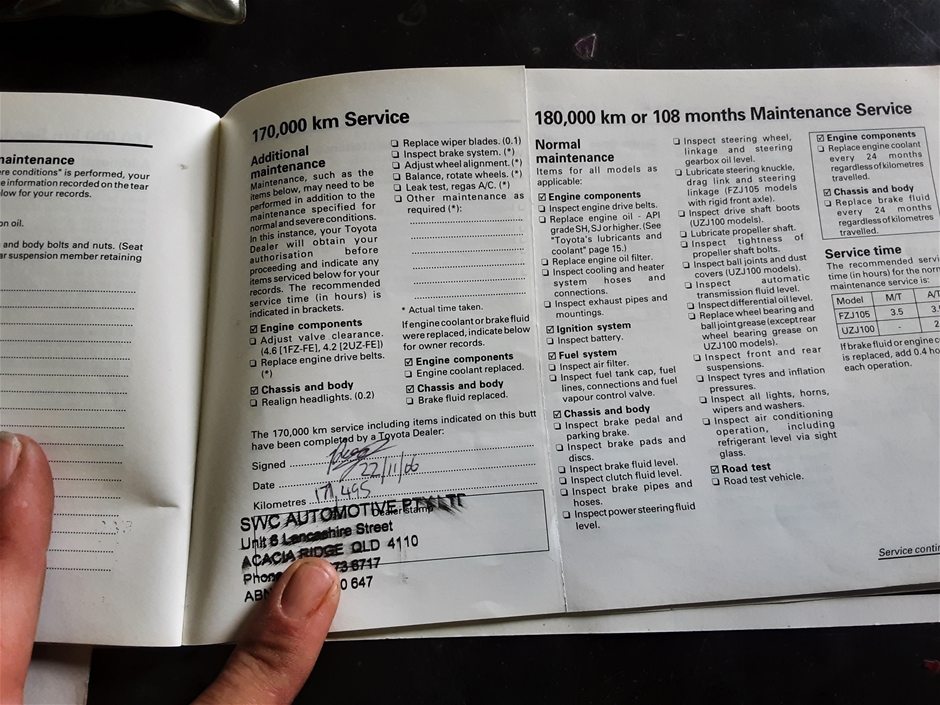 maintenance
ere conditions" is performed, your
e information recorded on the tear
elow for your records.
on oil.
and body bolts and nuts. (Seat
ar suspension member retaining
170,000 km Service
Additional
maintenance
Maintenance, such as the
items below, may need to be
performed in addition to the
maintenance specified for
normal and severe conditions.
In this instance, your Toyota
Dealer will obtain your
authorisation before
proceeding and indicate any
items serviced below for your
records. The recommended
service time (in hours) is
indicated in brackets.
☑ Engine components
❏ Adjust valve clearance.
(4.6 [1FZ-FE], 4.2 [2UZ-FE])
❏ Replace engine drive belts.
(*)
☑ Chassis and body
❏ Realign headlights. (0.2)
❏ Replace wiper blades. (0.1)
❏ Inspect brake system. (*)
❏ Adjust wheel alignment. (*)
❏ Balance, rotate wheels. (*)
❏ Leak test, regas A/C. (*)
❏ Other maintenance as
required (*):
* Actual time taken.
If engine coolant or brake fluid
were replaced, indicate below
for owner records.
☑ Engine components
❏ Engine coolant replaced.
☑ Chassis and body
❏ Brake fluid replaced.
The 170,000 km service including items indicated on this butt
have been completed by a Toyota Dealer:
Signed
Date 22/11/06
Kilometres 171,495
Dealer stamp
SWC AUTOMOTIVE PTY LTD
Unit 6 Lancashire Street
ACACIA RIDGE QLD 4110
Phone 73 6717
ABN 0 647
180,000 km or 108 months Maintenance Service
Normal
maintenance
Items for all models as
applicable:
☑ Engine components
❏ Inspect engine drive belts.
❏ Replace engine oil - API
grade SH, SJ or higher. (See
"Toyota's lubricants and
coolant" page 15.)
❏ Replace engine oil filter.
❏ Inspect cooling and heater
system hoses and
connections.
❏ Inspect exhaust pipes and
mountings.
☑ Ignition system
❏ Inspect battery.
☑ Fuel system
❏ Inspect air filter.
❏ Inspect fuel tank cap, fuel
lines, connections and fuel
vapour control valve.
☑ Chassis and body
❏ Inspect brake pedal and
parking brake.
❏ Inspect brake pads and
discs.
❏ Inspect brake fluid level.
❏ Inspect clutch fluid level.
❏ Inspect brake pipes and
hoses.
❏ Inspect power steering fluid
level.
❏ Inspect steering wheel,
linkage and steering
gearbox oil level.
❏ Lubricate steering knuckle,
drag link and steering
linkage (FZJ105 models
with rigid front axle).
❏ Inspect drive shaft boots
(UZJ100 models).
❏ Lubricate propeller shaft.
❏ Inspect tightness of
propeller shaft bolts.
❏ Inspect ball joints and dust
covers (UZJ100 models).
❏ Inspect automatic
transmission fluid level.
❏ Inspect differential oil level.
❏ Replace wheel bearing and
ball joint grease (except rear
wheel bearing grease on
UZJ100 models).
❏ Inspect front and rear
suspensions.
❏ Inspect tyres and inflation
pressures.
❏ Inspect all lights, horns,
wipers and washers.
❏ Inspect air conditioning
operation, including
refrigerant level via sight
glass.
☑ Road test
❏ Road test vehicle.
☑ Engine components
❏ Replace engine coolant
every 24 months
regardless of kilometres
travelled.
☑ Chassis and body
❏ Replace brake fluid
every 24 months
regardless of kilometres
travelled.
Service time
The recommended servi
time (in hours) for the norm
maintenance service is:
Model M/T A/T
FZJ105 3.5 3.
UZJ100 - 2
If brake fluid or engine c
is replaced, add 0.4 ho
each operation.
Service contin